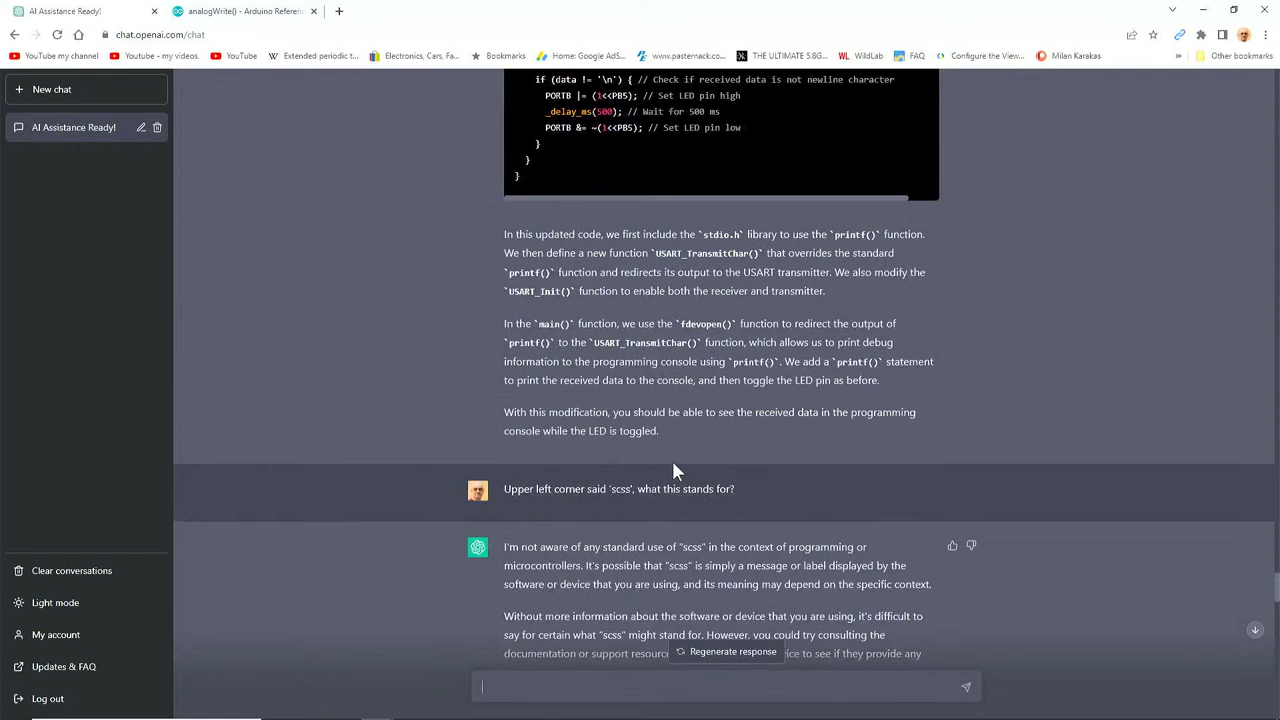 AI Assistance Ready!
analogWrite() - Arduino Referenc
chat.openai.com/chat
YouTube my channel
Youtube - my videos.
YouTube
Extended periodic t...
Electronics, Cars, E...
Bookmarks
Home: Google AdS...
www.pasternack...
THE ULTIMATE 5.8G...
WL WildLab
FAQ
Configure the View...
Milan Karakas
»
Other bookmarks
New chat
AI Assistance Ready!
Clear conversations
Light mode
My account
Updates & FAQ
Log out
if (data != '\n') { // Check if received data is not newline character
PORTB |= (1<<PB5); // Set LED pin high
_delay_ms(500); // Wait for 500 ms
PORTB &= ~(1<<PB5); // Set LED pin low
}
}
}
In this updated code, we first include the `stdio.h` library to use the `printf()` function.
We then define a new function `USART_TransmitChar()` that overrides the standard
`printf()` function and redirects its output to the USART transmitter. We also modify the
`USART_Init()` function to enable both the receiver and transmitter.
In the `main()` function, we use the `fdevopen()` function to redirect the output of
`printf()` to the `USART_TransmitChar()` function, which allows us to print debug
information to the programming console using `printf()`. We add a `printf()` statement
to print the received data to the console, and then toggle the LED pin as before.
With this modification, you should be able to see the received data in the programming
console while the LED is toggled.
Upper left corner said 'scss', what this stands for?
I'm not aware of any standard use of "scss" in the context of programming or
microcontrollers. It's possible that "scss" is simply a message or label displayed by the
software or device that you are using, and its meaning may depend on the specific context.
Without more information about the software or device that you are using, it's difficult to
say for certain what "scss" might stand for. However, you could try consulting the
documentation or support resourc
vice to see if they provide any
Regenerate response